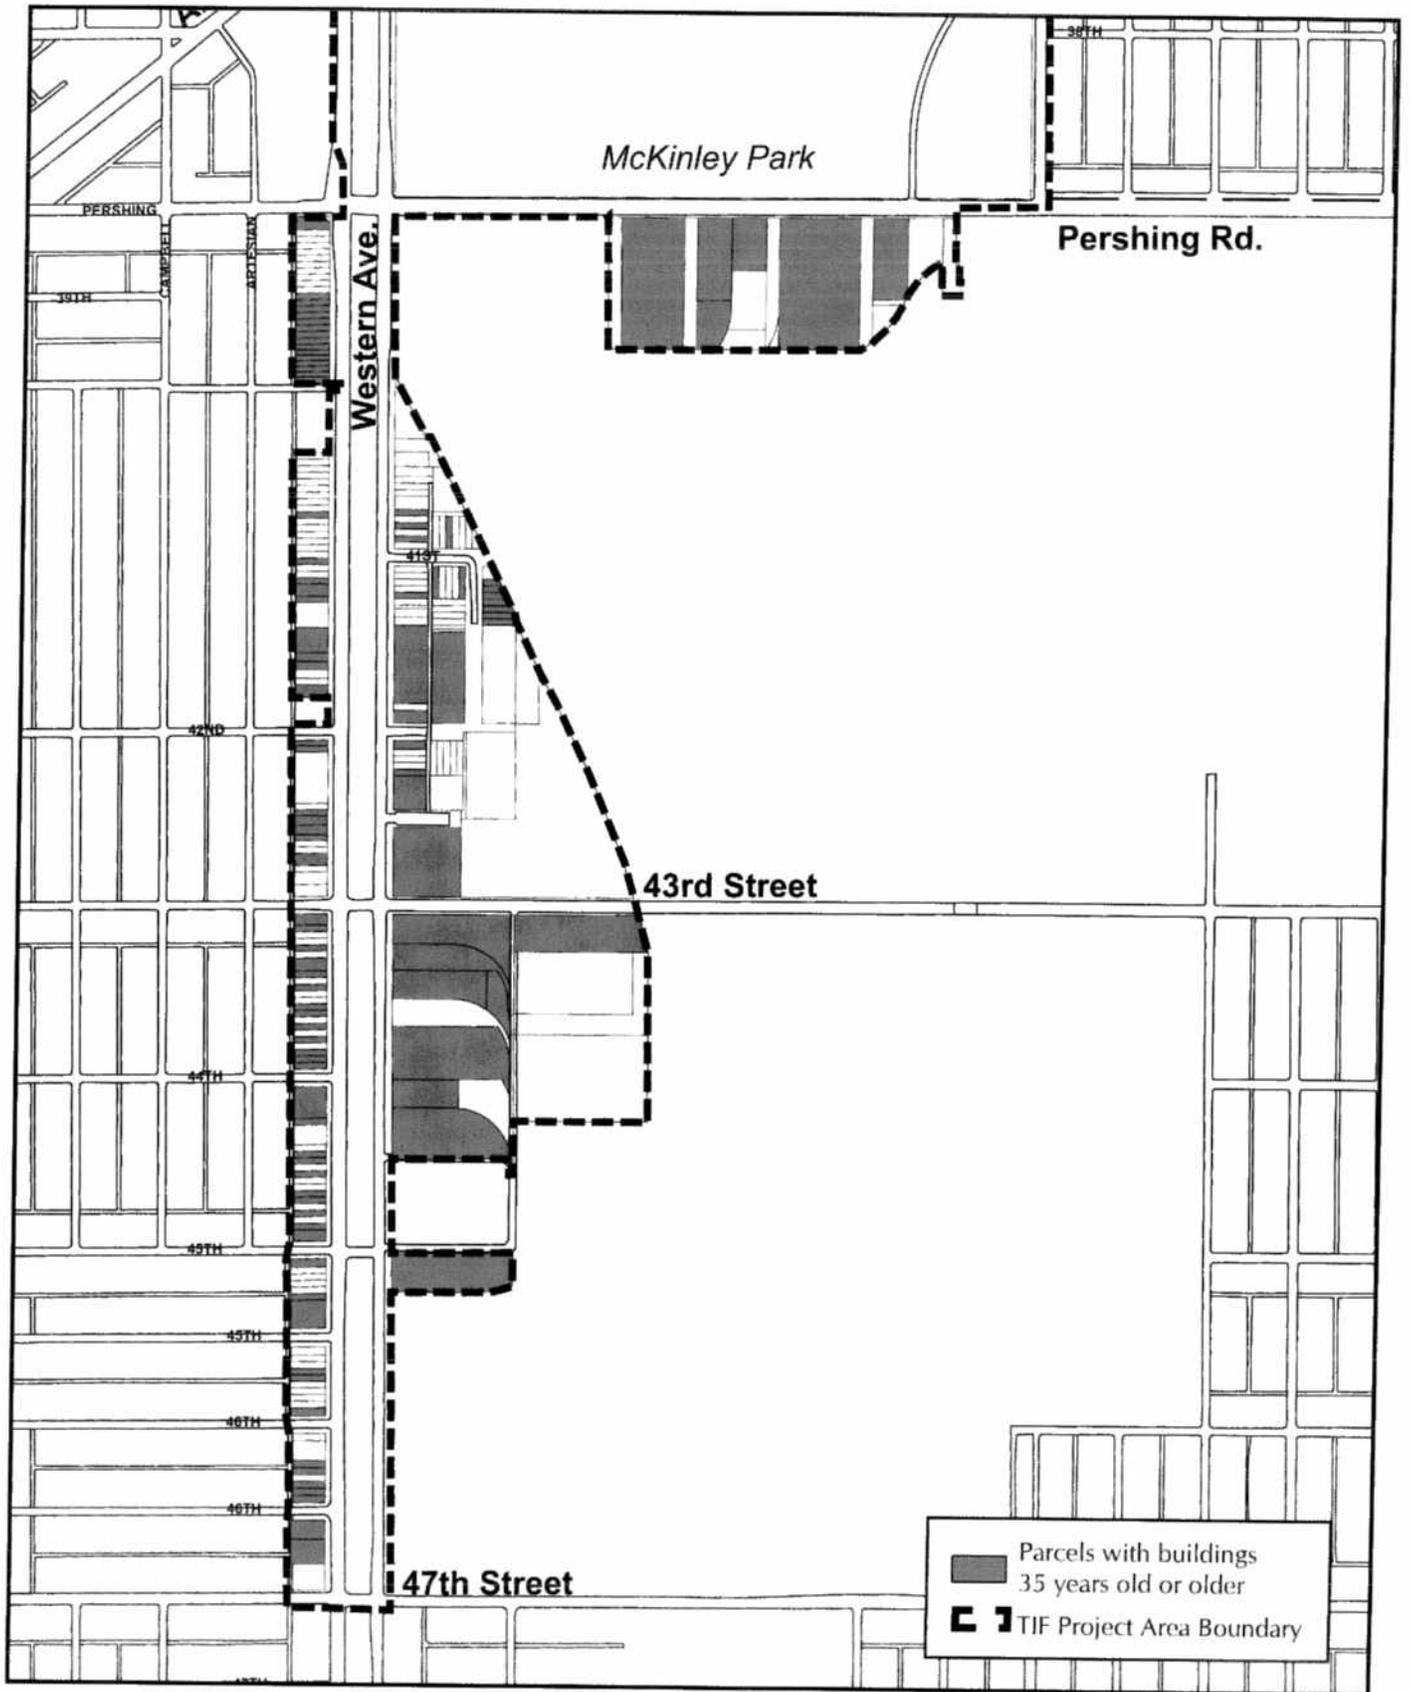 38TH
McKinley Park
PERSHING
Pershing Rd.
CAMPBELL
ARTESIAN
Western Ave.
39TH
41ST
42ND
43rd Street
44TH
45TH
45TH
46TH
46TH
47th Street
Parcels with buildings
35 years old or older
TIF Project Area Boundary
47TH